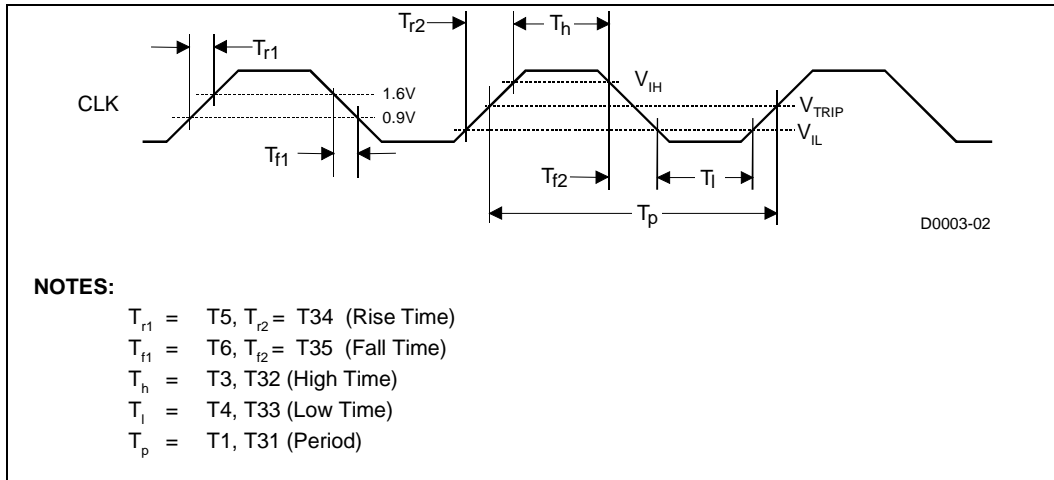 Tr2
Th
Tr1
VIH
CLK
1.6V
VTRIP
0.9V
VIL
Tf1
Tf2
Tl
Tp
D0003-02
NOTES:
Tr1 = T5, Tr2 = T34 (Rise Time)
Tf1 = T6, Tf2 = T35 (Fall Time)
Th = T3, T32 (High Time)
Tl = T4, T33 (Low Time)
Tp = T1, T31 (Period)